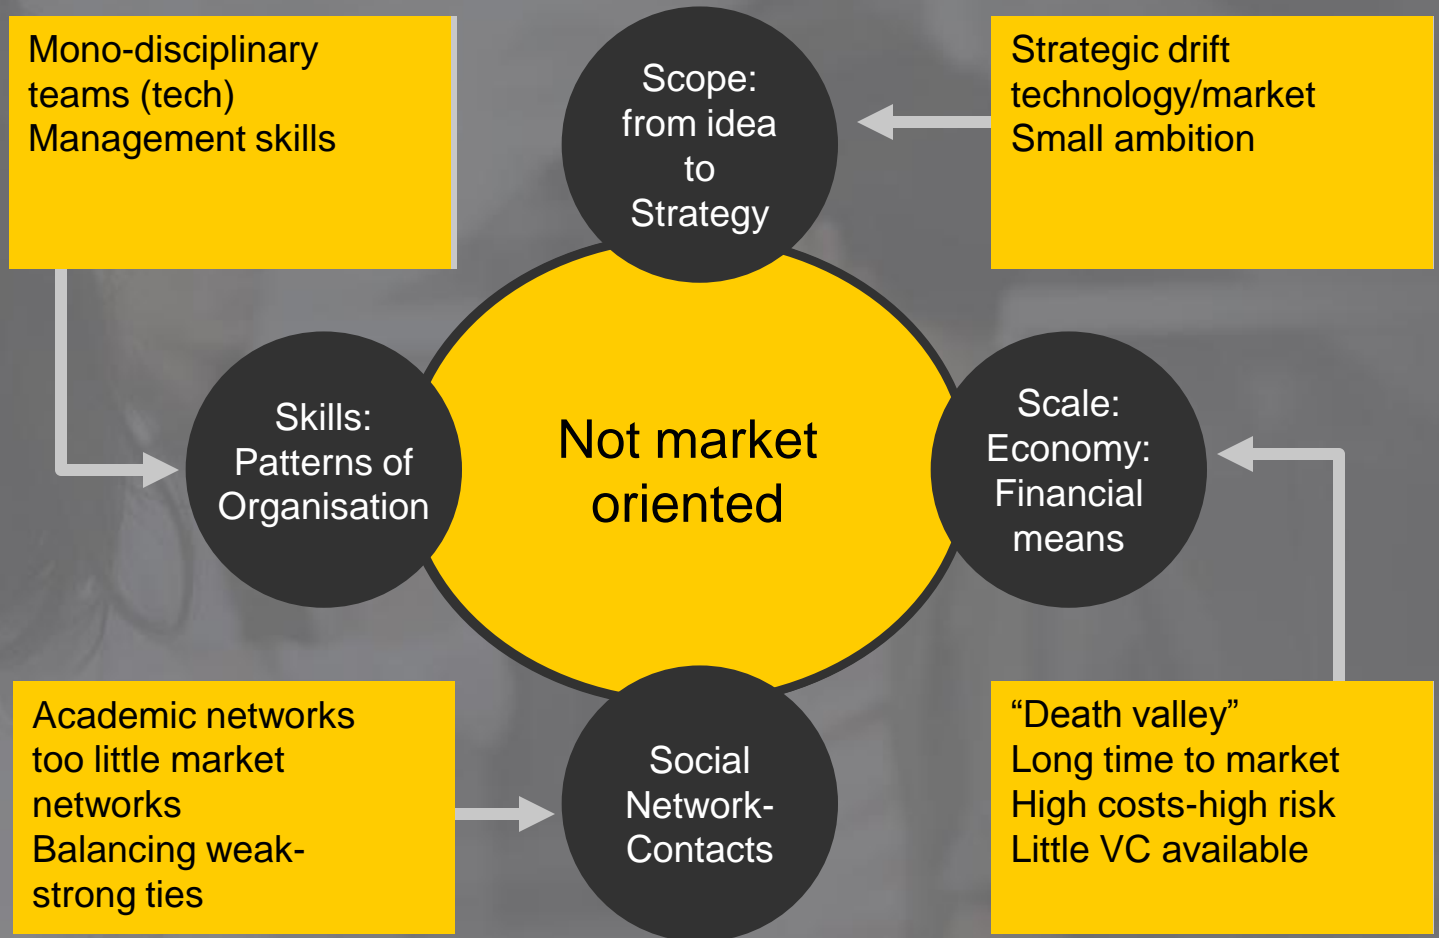 Mono-disciplinary
teams (tech)
Management skills
Scope:
from idea
to
Strategy
Strategic drift
technology/market
Small ambition
Skills:
Patterns of
Organisation
Not market
oriented
Scale:
Economy:
Financial
means
Academic networks
too little market
networks
Balancing weak-
strong ties
Social
Network-
Contacts
“Death valley”
Long time to market
High costs-high risk
Little VC available